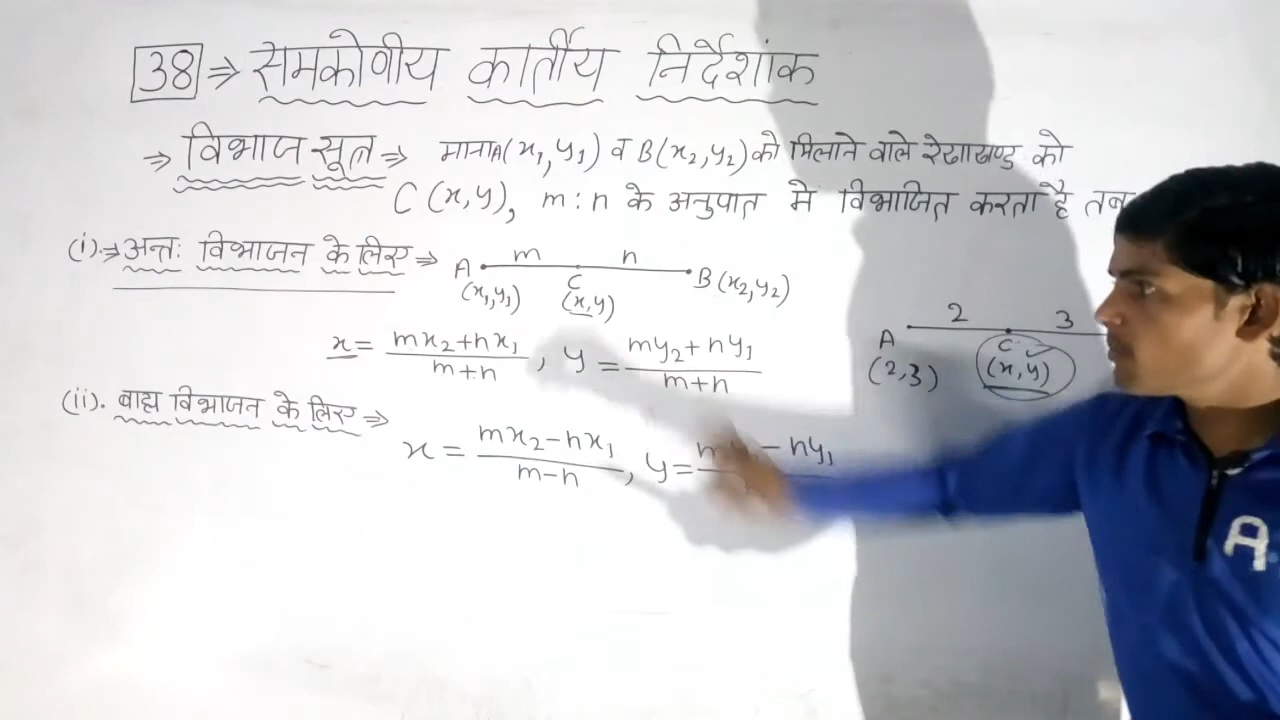 38 ⇒ समकोणीय कार्तीय निर्देशांक
⇒ विभाज सूत्र ⇒ माना A(x₁, y₁) व B(x₂, y₂) को मिलाने वाले रेखाखण्ड को
C (x, y), m : n के अनुपात मे विभाजित करता है तब
(i).⇒ अन्तः विभाजन के लिए ⇒ A m n B (x₂, y₂)
(x₁, y₁) C (x, y)
2 3
A C
(2,3) (x, y)
x = mx₂ + nx₁ / m+n , y = my₂ + ny₁ / m+n
(ii). बाह्य विभाजन के लिए ⇒
x = mx₂ − nx₁ / m−n , y = m − ny₁
A